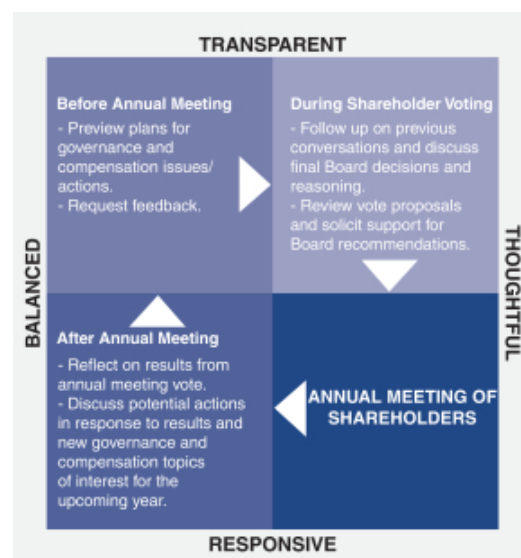 TRANSPARENT
Before Annual Meeting
- Preview plans for
governance and
compensation issues/
actions.
- Request feedback.
During Shareholder Voting
- Follow up on previous
conversations and discuss
final Board decisions and
reasoning.
- Review vote proposals
and solicit support for
Board recommendations.
BALANCED
THOUGHTFUL
After Annual Meeting
- Reflect on results from
annual meeting vote.
- Discuss potential actions
in response to results and
new governance and
compensation topics
of interest for the
upcoming year.
ANNUAL MEETING OF
SHAREHOLDERS
RESPONSIVE